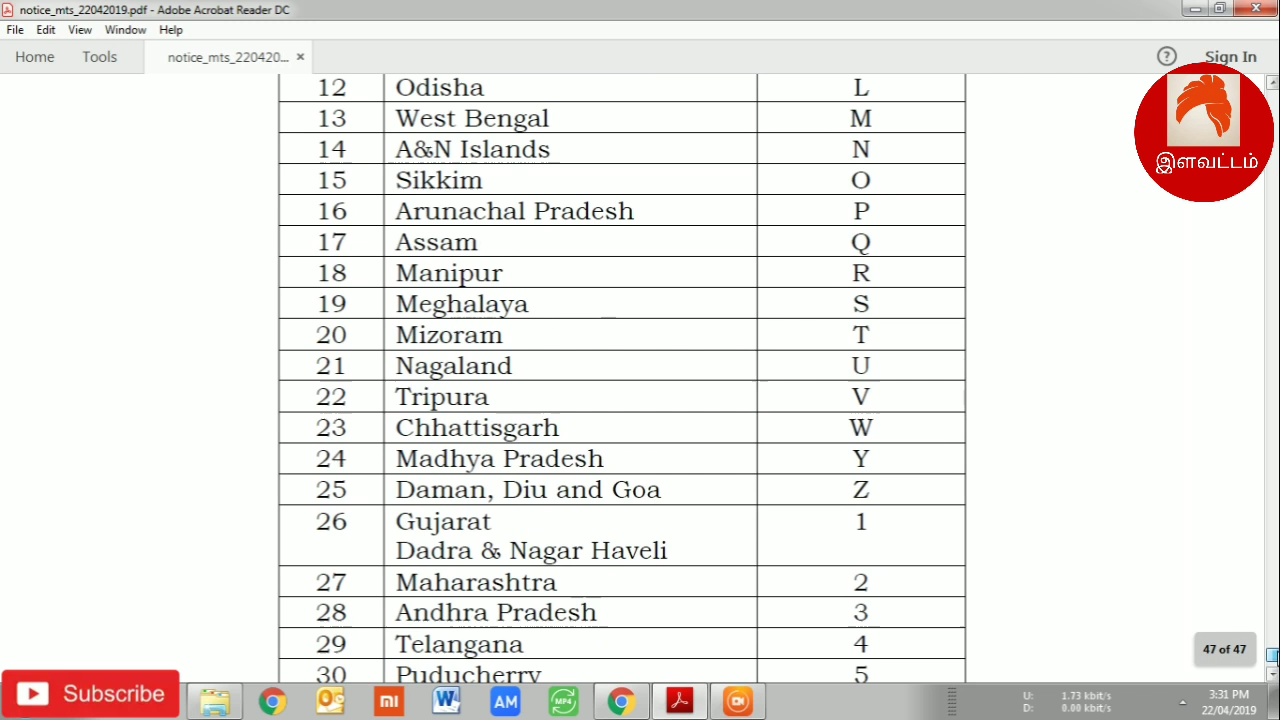 notice_mts_22042019.pdf - Adobe Acrobat Reader DC
File Edit View Window Help
Home Tools notice_mts_220420... × ? Sign In
12 Odisha L
13 West Bengal M
14 A&N Islands N
15 Sikkim O
16 Arunachal Pradesh P
17 Assam Q
18 Manipur R
19 Meghalaya S
20 Mizoram T
21 Nagaland U
22 Tripura V
23 Chhattisgarh W
24 Madhya Pradesh Y
25 Daman, Diu and Goa Z
26 Gujarat 1
Dadra & Nagar Haveli
27 Maharashtra 2
28 Andhra Pradesh 3
29 Telangana 4
30 Puducherry 5
இளவட்டம்
47 of 47
Subscribe
mi
W
AM
MP4
U: 1.73 kbit/s
D: 0.00 kbit/s
3:31 PM
22/04/2019